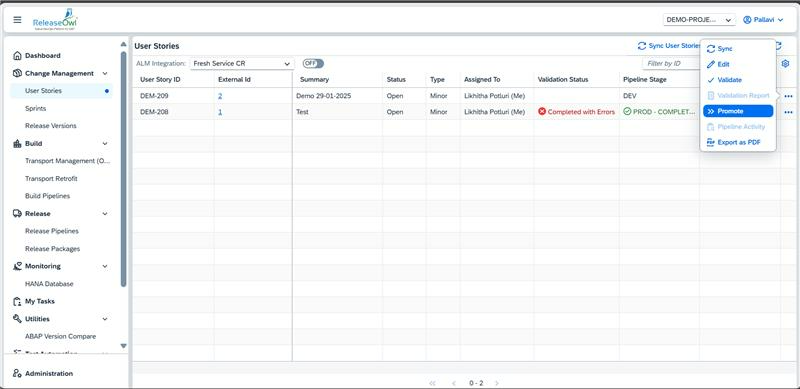 ReleaseOwl
DEMO-PROJE...
Pallavi
Dashboard
Change Management
User Stories
Sprints
Release Versions
Build
Transport Management (O...
Transport Retrofit
Build Pipelines
Release
Release Pipelines
Release Packages
Monitoring
HANA Database
My Tasks
Utilities
ABAP Version Compare
Test Automation
Administration
User Stories
Sync User Stories
ALM Integration:
Fresh Service CR
OFF
Filter by ID
User Story ID External Id Summary Status Type Assigned To Validation Status Pipeline Stage
DEM-209 2 Demo 29-01-2025 Open Minor Likhitha Potluri (Me) DEV
DEM-208 1 Test Open Minor Likhitha Potluri (Me) Completed with Errors PROD - COMPLET...
Sync
Edit
Validate
Validation Report
Promote
Pipeline Activity
Export as PDF
0 - 2